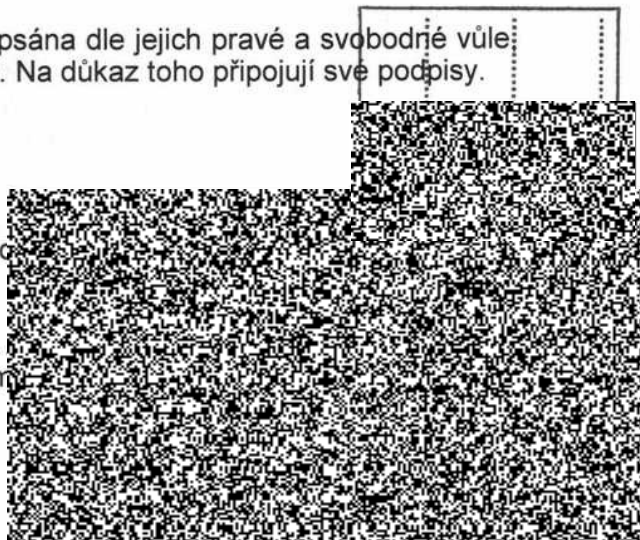 psána dle jejich pravé a svobodné vůle
. Na důkaz toho připojují své podpisy.